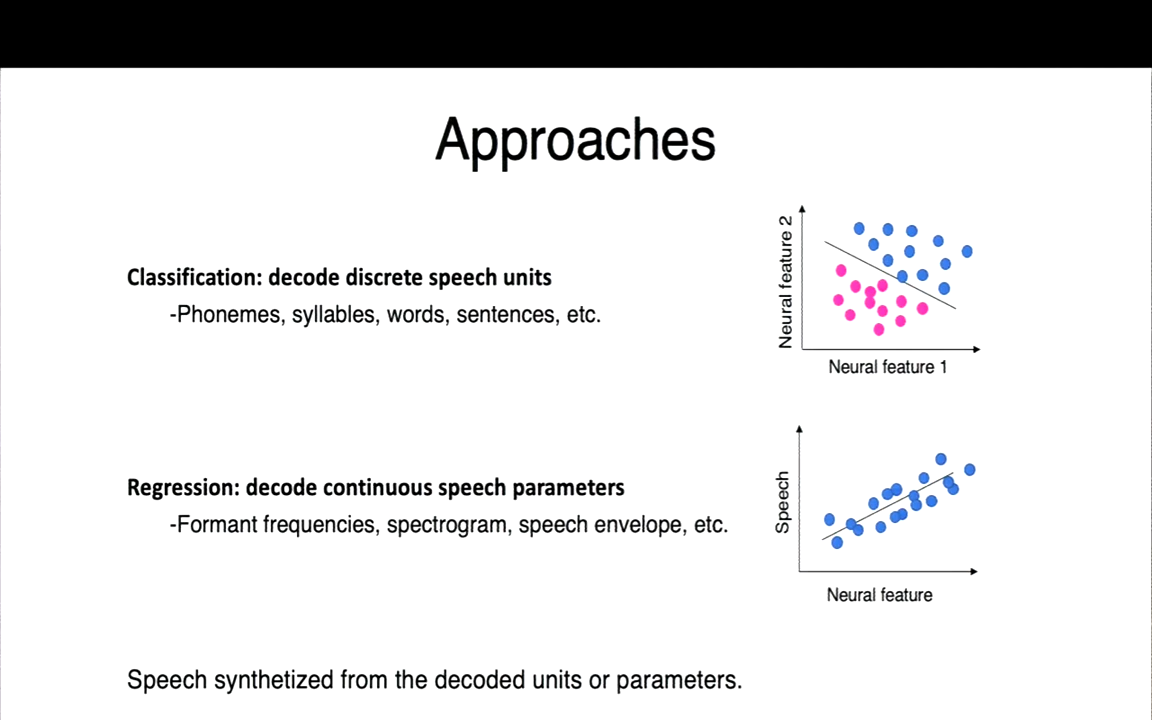 Approaches
Classification: decode discrete speech units
-Phonemes, syllables, words, sentences, etc.
Neural feature 2
Neural feature 1
Regression: decode continuous speech parameters
-Formant frequencies, spectrogram, speech envelope, etc.
Speech
Neural feature
Speech synthetized from the decoded units or parameters.